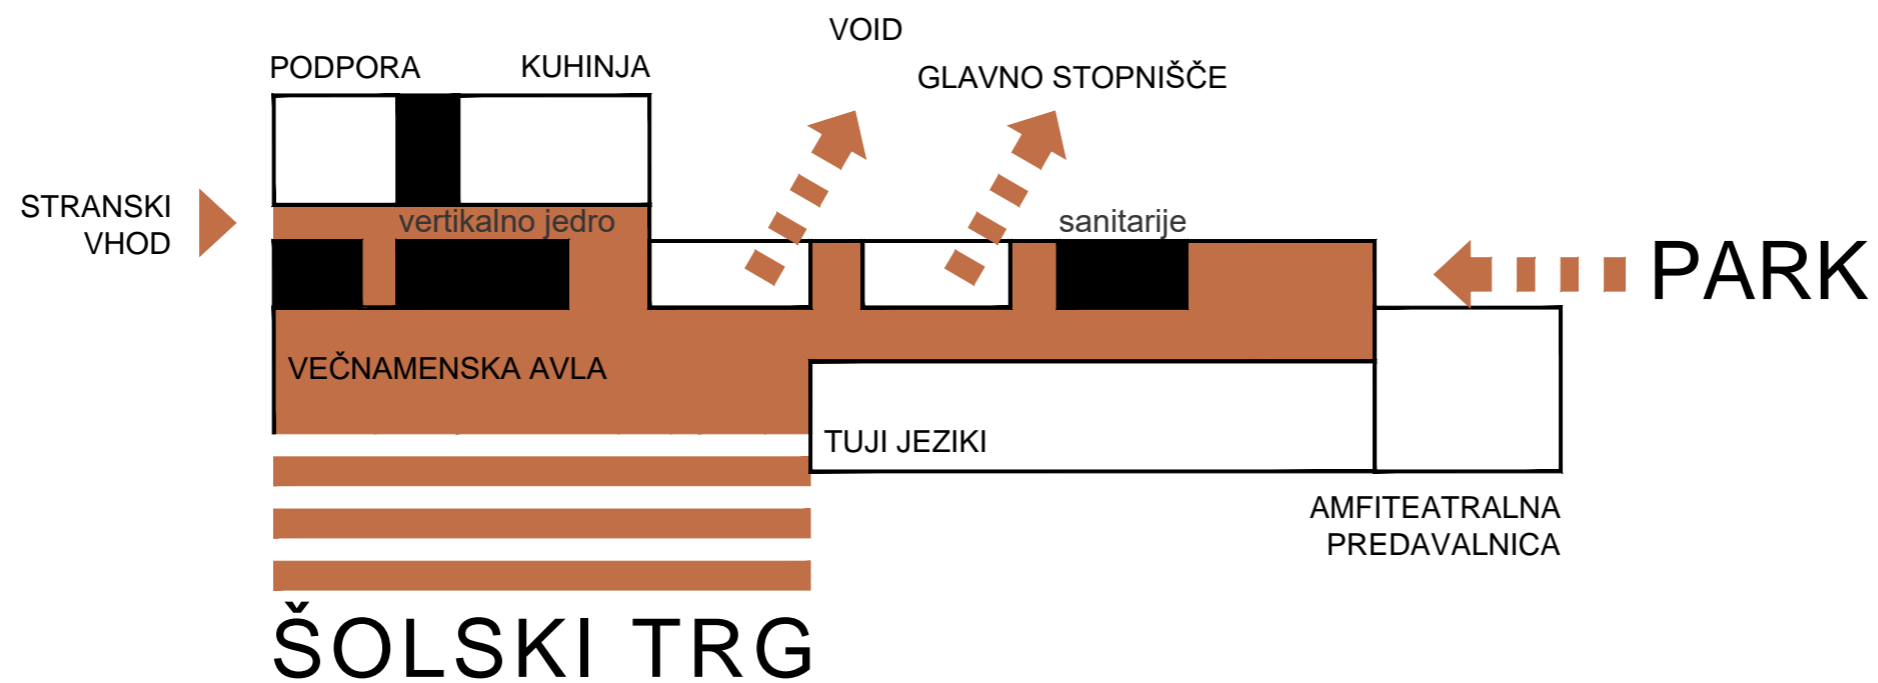 VOID
PODPORA
KUHINJA
GLAVNO STOPNIŠČE
STRANSKI
VHOD
vertikalno jedro
sanitarije
PARK
VEČNAMENSKA AVLA
TUJI JEZIKI
AMFITEATRALNA
PREDAVALNICA
ŠOLSKI TRG